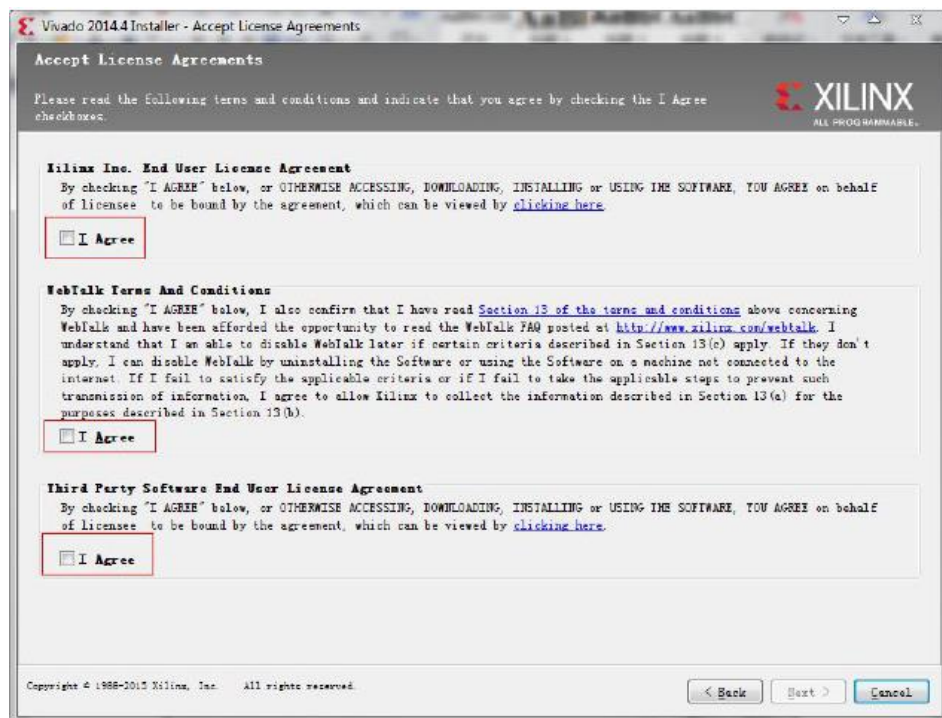 Vivado 2014.4 Installer - Accept License Agreements
Accept License Agreements
Please read the following terms and conditions and indicate that you agree by checking the I Agree
checkboxes.
XILINX
ALL PROGRAMMABLE.
Xilinx Inc. End User License Agreement
By checking "I AGREE" below, or OTHERWISE ACCESSING, DOWNLOADING, INSTALLING or USING THE SOFTWARE, YOU AGREE on behalf
of licensee to be bound by the agreement, which can be viewed by clicking here.
I Agree
WebTalk Terms And Conditions
By checking "I AGREE" below, I also confirm that I have read Section 13 of the terms and conditions above concerning
WebTalk and have been afforded the opportunity to read the WebTalk FAQ posted at http://www.xilinx.com/webtalk. I
understand that I am able to disable WebTalk later if certain criteria described in Section 13(c) apply. If they don't
apply, I can disable WebTalk by uninstalling the Software or using the Software on a machine not connected to the
internet. If I fail to satisfy the applicable criteria or if I fail to take the applicable steps to prevent such
transmission of information, I agree to allow Xilinx to collect the information described in Section 13(a) for the
purposes described in Section 13(b).
I Agree
Third Party Software End User License Agreement
By checking "I AGREE" below, or OTHERWISE ACCESSING, DOWNLOADING, INSTALLING or USING THE SOFTWARE, YOU AGREE on behalf
of licensee to be bound by the agreement, which can be viewed by clicking here.
I Agree
Copyright © 1986-2015 Xilinx, Inc. All rights reserved.
< Back Next > Cancel